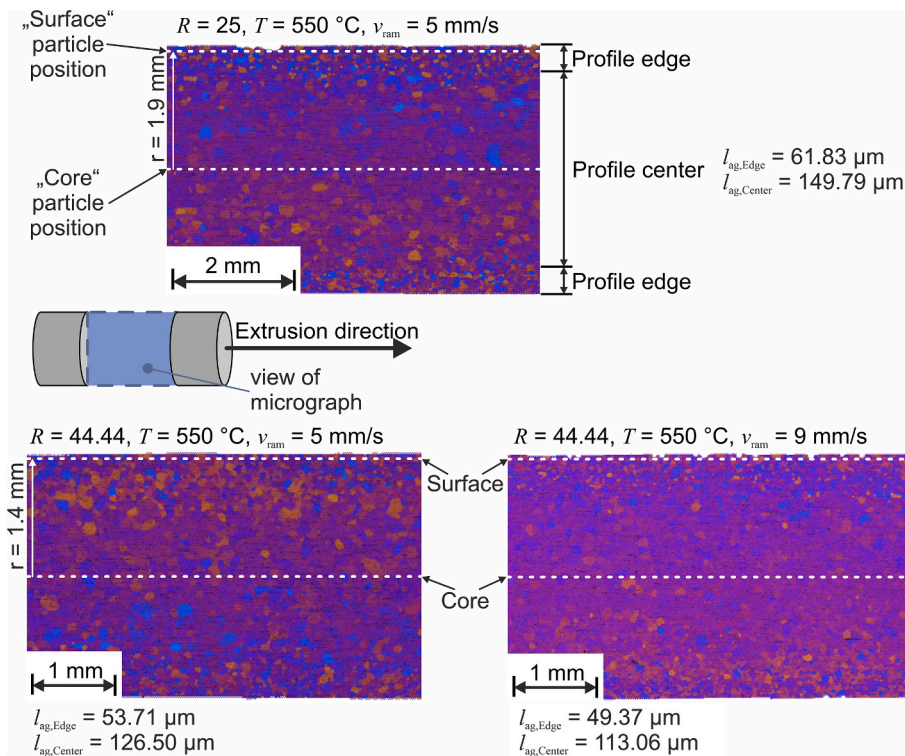 R = 25, T = 550 °C, vram = 5 mm/s
„Surface“
particle
position
r = 1.9 mm
„Core“
particle
position
Profile edge
Profile center
Profile edge
lag,Edge = 61.83 µm
lag,Center = 149.79 µm
2 mm
Extrusion direction
view of
micrograph
R = 44.44, T = 550 °C, vram = 5 mm/s
R = 44.44, T = 550 °C, vram = 9 mm/s
r = 1.4 mm
Surface
Core
1 mm
1 mm
lag,Edge = 53.71 µm
lag,Center = 126.50 µm
lag,Edge = 49.37 µm
lag,Center = 113.06 µm